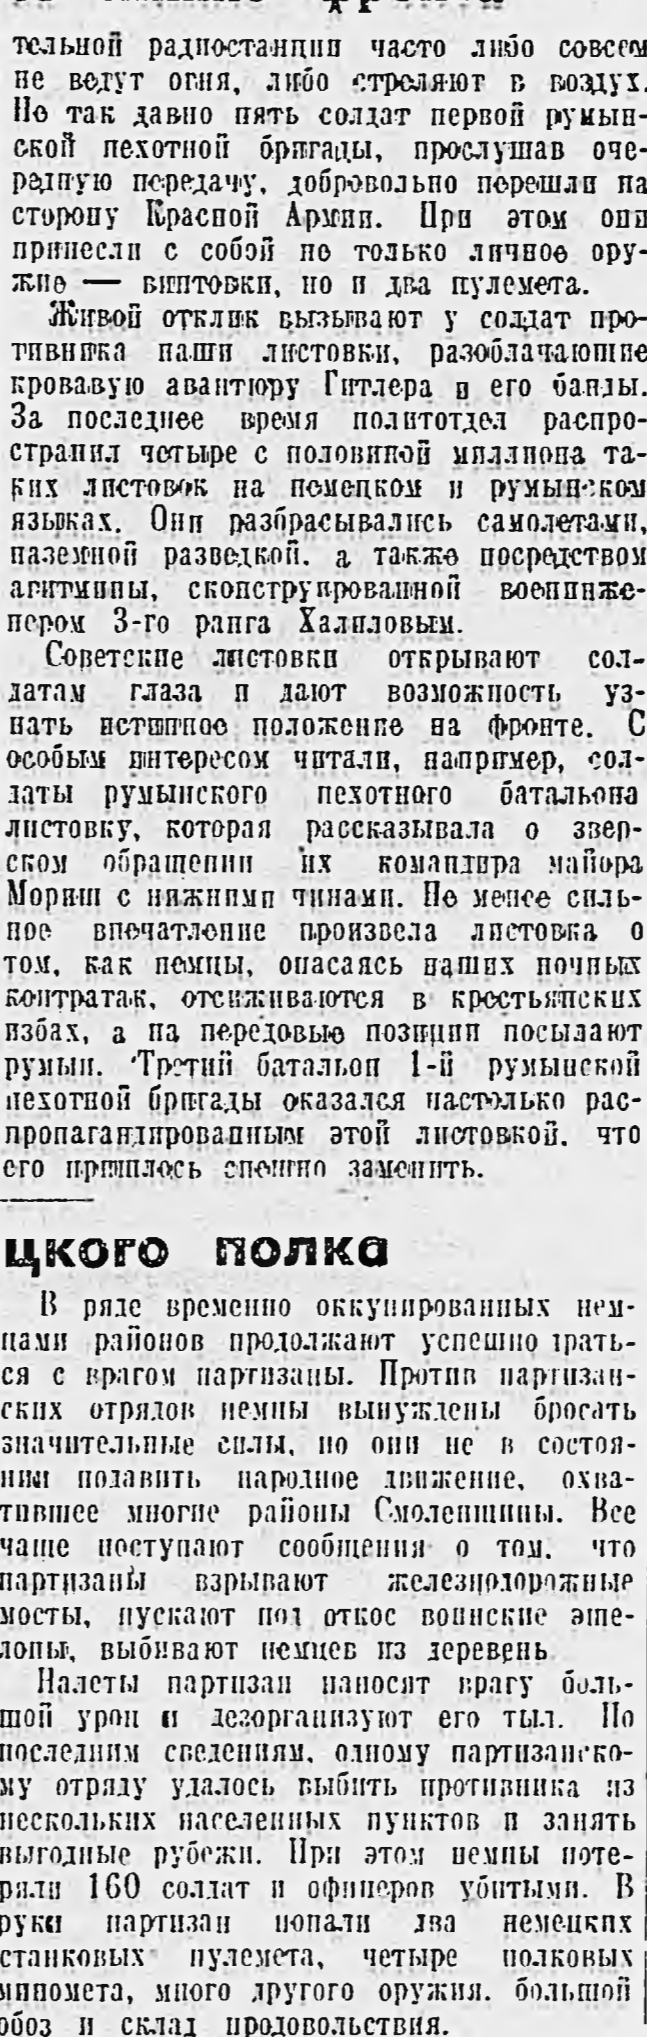 тельной радиостанции часто либо совсем
не ведут огня, либо стреляют в воздух.
Не так давно пять солдат первой румын-
ской пехотной бригады, прослушав оче-
редную передачу, добровольно перешли на
сторону Красной Армии. При этом они
принесли с собой не только личное ору-
жие — винтовки, но и два пулемета.
Живой отклик вызывают у солдат про-
тивника наши листовки, разоблачающие
кровавую авантюру Гитлера и его банды.
За последнее время политотдел распро-
странил четыре с половиной миллиона та-
ких листовок на немецком и румынском
языках. Они разбрасывались самолетами,
наземной разведкой, а также посредством
агитмины, сконструированной военинже-
нером 3-го ранга Халиловым.
Советские листовки открывают сол-
датам глаза и дают возможность уз-
нать истинное положение на фронте. С
особым интересом читали, например, сол-
даты румынского пехотного батальона
листовку, которая рассказывала о звер-
ском обращении их командира майора
Мориш с нижними чинами. Не менее силь-
ное впечатление произвела листовка о
том, как немцы, опасаясь наших ночных
контратак, отсиживаются в крестьянских
избах, а на передовые позиции посылают
румын. Третий батальон 1-й румынской
пехотной бригады оказался настолько рас-
пропагандированным этой листовкой, что
его пришлось спешно заменить.
цкого полка
В ряде временно оккупированных нем-
цами районов продолжают успешно драть-
ся с врагом партизаны. Против партизан-
ских отрядов немцы вынуждены бросать
значительные силы, но они не в состоя-
нии подавить народное движение, охва-
тившее многие районы Смоленщины. Все
чаще поступают сообщения о том, что
партизаны взрывают железнодорожные
мосты, пускают под откос воинские эше-
лоны, выбивают немцев из деревень
Налеты партизан наносят врагу боль-
шой урон и дезорганизуют его тыл. По
последним сведениям, одному партизанско-
му отряду удалось выбить противника из
нескольких населенных пунктов и занять
выгодные рубежи. При этом немцы поте-
ряли 160 солдат и офицеров убитыми. В
руки партизан попали два немецких
станковых пулемета, четыре полковых
миномета, много другого оружия, большой
обоз и склад продовольствия.